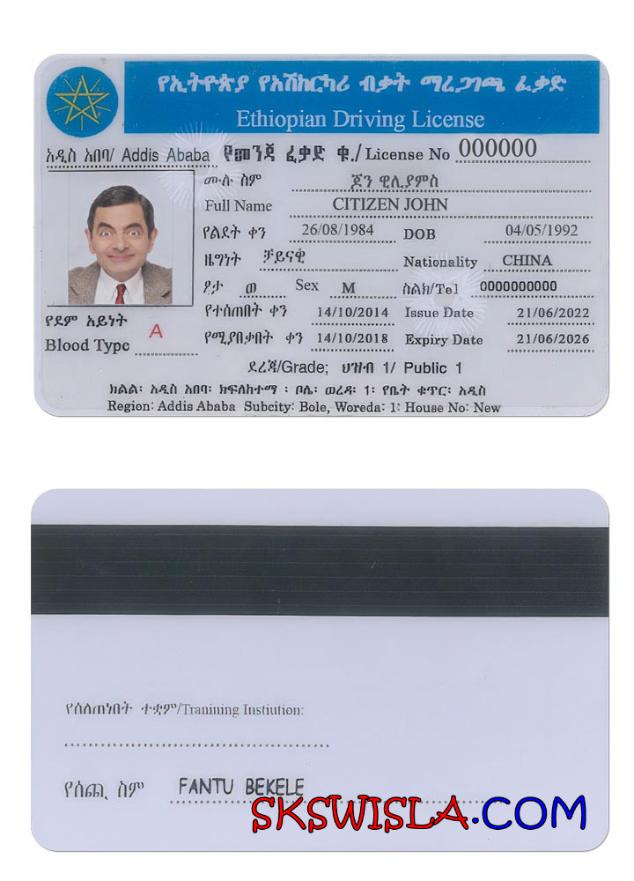 የኢትዮጵያ የአሽከርካሪ ብቃት ማረጋገጫ ፈቃድ
Ethiopian Driving License
አዲስ አበባ/ Addis Ababa የመንጃ ፈቃድ ቁ./License No 000000
ሙሉ ስም ጆን ዊሊያምስ
Full Name CITIZEN JOHN
የልደት ቀን 26/08/1984 DOB 04/05/1992
ዜግነት ቻይናዊ Nationality CHINA
ፆታ ወ Sex M ስልክ/Tel 0000000000
የተሰጠበት ቀን 14/10/2014 Issue Date 21/06/2022
የሚያበቃበት ቀን 14/10/2018 Expiry Date 21/06/2026
የደም አይነት
Blood Type A
ደረጃ/Grade; ህዝብ 1/ Public 1
ክልል፡ አዲስ አበባ፡ ክፍለከተማ ፡ ቦሌ፡ ወረዳ፡ 1፡ የቤት ቁጥር፡ አዲስ
Region: Addis Ababa Subcity: Bole, Woreda: 1: House No: New
የሰለጠነበት ተቋም/Tranining Instiution:
የሰጪ ስም FANTU BEKELE
SKSWISLA.COM